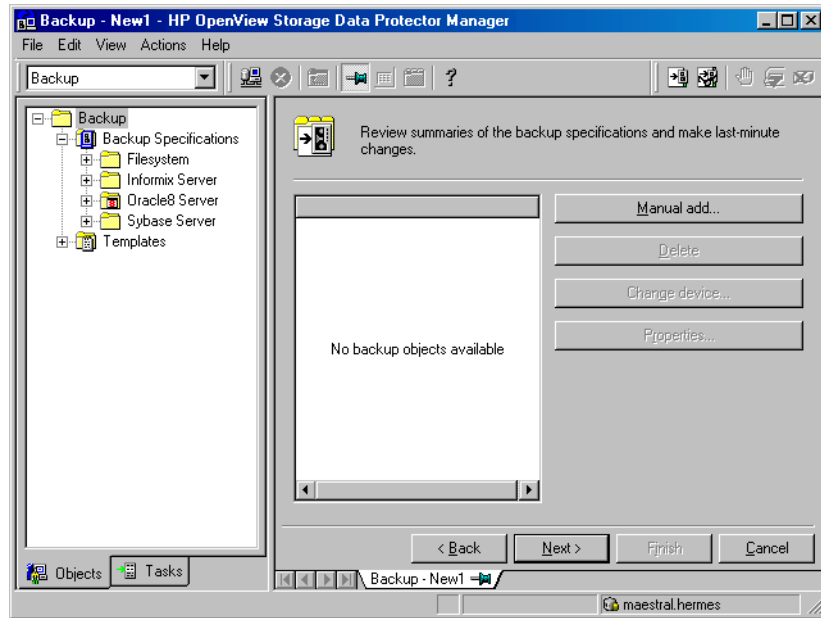 Backup - New1 - HP OpenView Storage Data Protector Manager
File Edit View Actions Help
Backup
Backup
Backup Specifications
Filesystem
Informix Server
Oracle8 Server
Sybase Server
Templates
Review summaries of the backup specifications and make last-minute
changes.
Manual add...
Delete
Change device...
Properties...
No backup objects available
< Back
Next >
Finish
Cancel
Objects
Tasks
Backup - New1
maestral.hermes